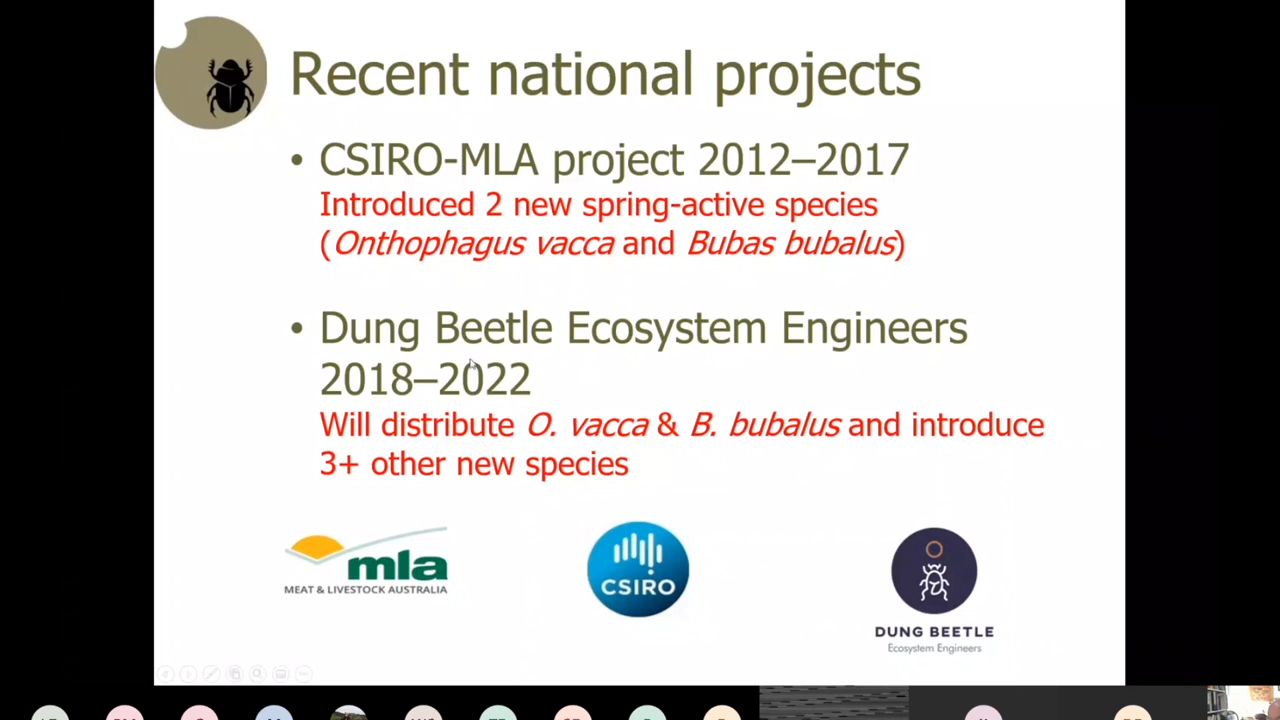 Recent national projects
• CSIRO-MLA project 2012–2017
Introduced 2 new spring-active species
(Onthophagus vacca and Bubas bubalus)
• Dung Beetle Ecosystem Engineers
2018–2022
Will distribute O. vacca & B. bubalus and introduce
3+ other new species
mla
MEAT & LIVESTOCK AUSTRALIA
CSIRO
DUNG BEETLE
Ecosystem Engineers